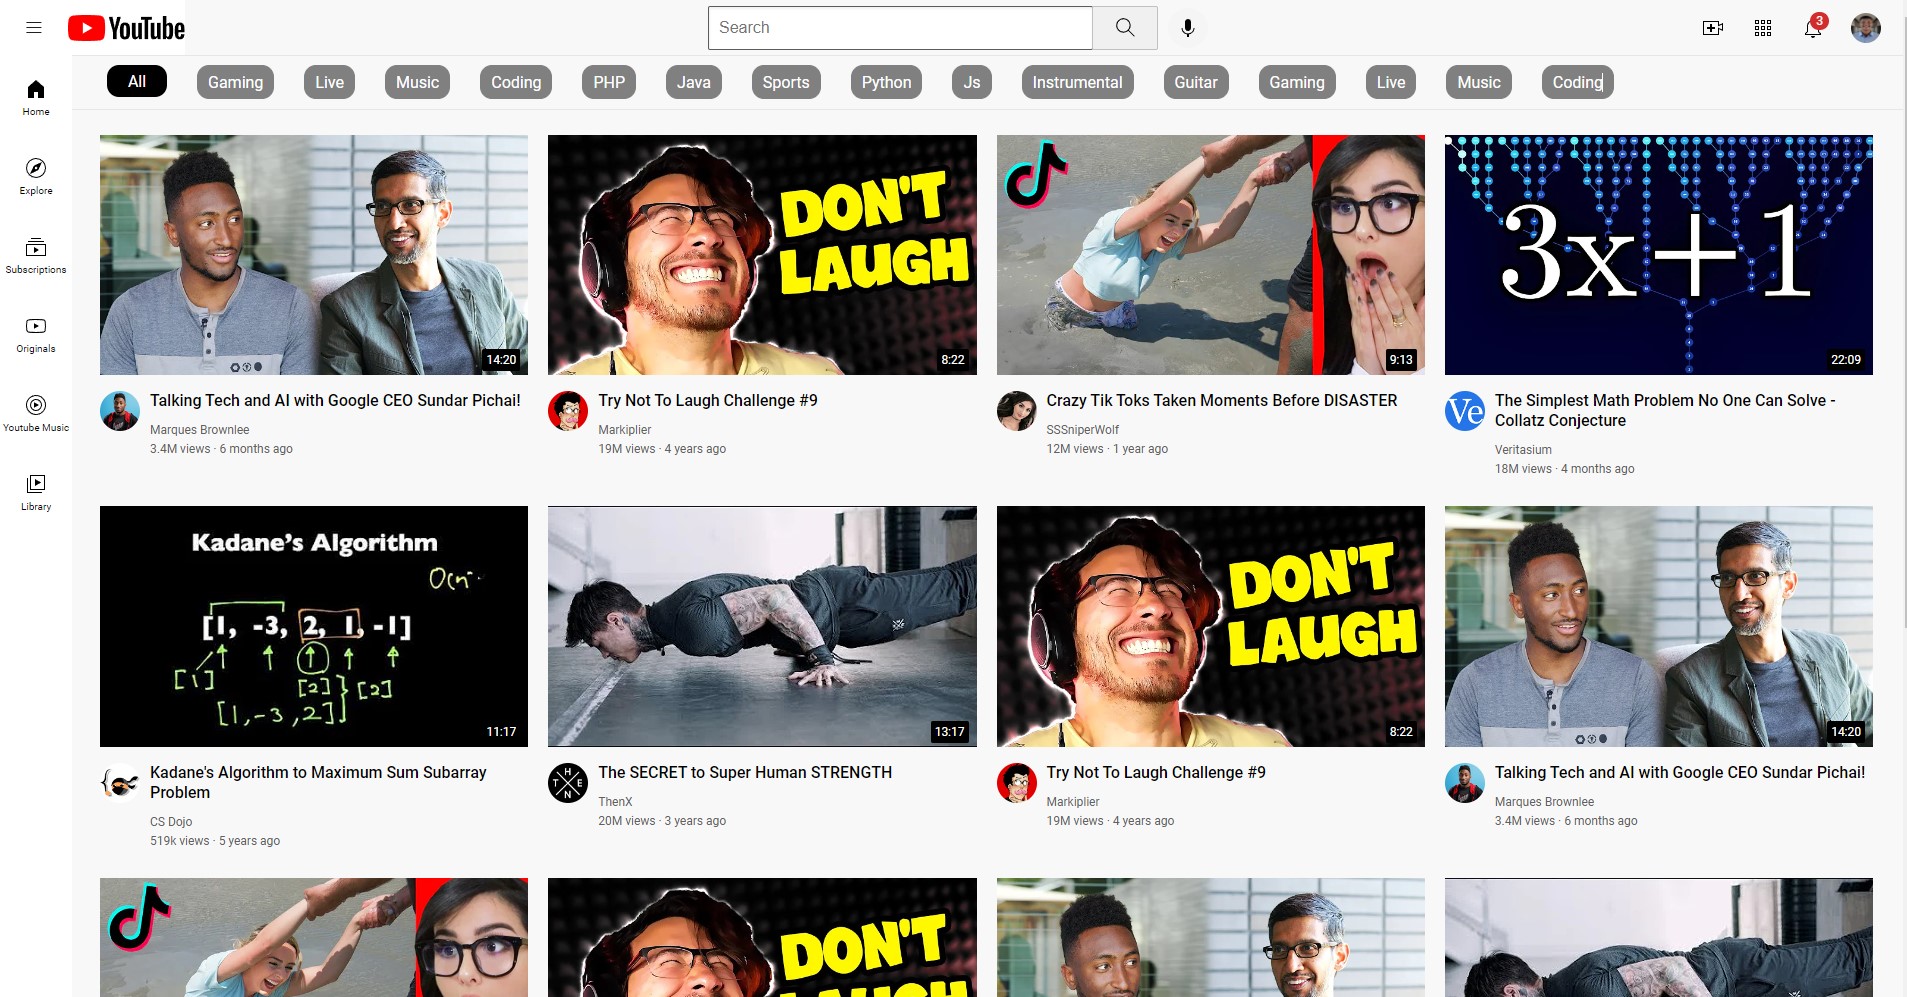 YouTube
Search
3
All
Gaming
Live
Music
Coding
PHP
Java
Sports
Python
Js
Instrumental
Guitar
Gaming
Live
Music
Coding
Home
Explore
Subscriptions
Originals
Youtube Music
Library
14:20
DON'T
LAUGH
8:22
9:13
3x+1
22:09
Talking Tech and AI with Google CEO Sundar Pichai!
Marques Brownlee
3.4M views · 6 months ago
Try Not To Laugh Challenge #9
Markiplier
19M views · 4 years ago
Crazy Tik Toks Taken Moments Before DISASTER
SSSniperWolf
12M views · 1 year ago
Ve
The Simplest Math Problem No One Can Solve -
Collatz Conjecture
Veritasium
18M views · 4 months ago
Kadane's Algorithm
[1, -3, 2, 1, -1]
[1]
[2]
[2]
[1,-3,2]
11:17
13:17
DON'T
LAUGH
8:22
14:20
Kadane's Algorithm to Maximum Sum Subarray
Problem
CS Dojo
519k views · 5 years ago
THEN
The SECRET to Super Human STRENGTH
ThenX
20M views · 3 years ago
Try Not To Laugh Challenge #9
Markiplier
19M views · 4 years ago
Talking Tech and AI with Google CEO Sundar Pichai!
Marques Brownlee
3.4M views · 6 months ago
DON'T
LAUGH